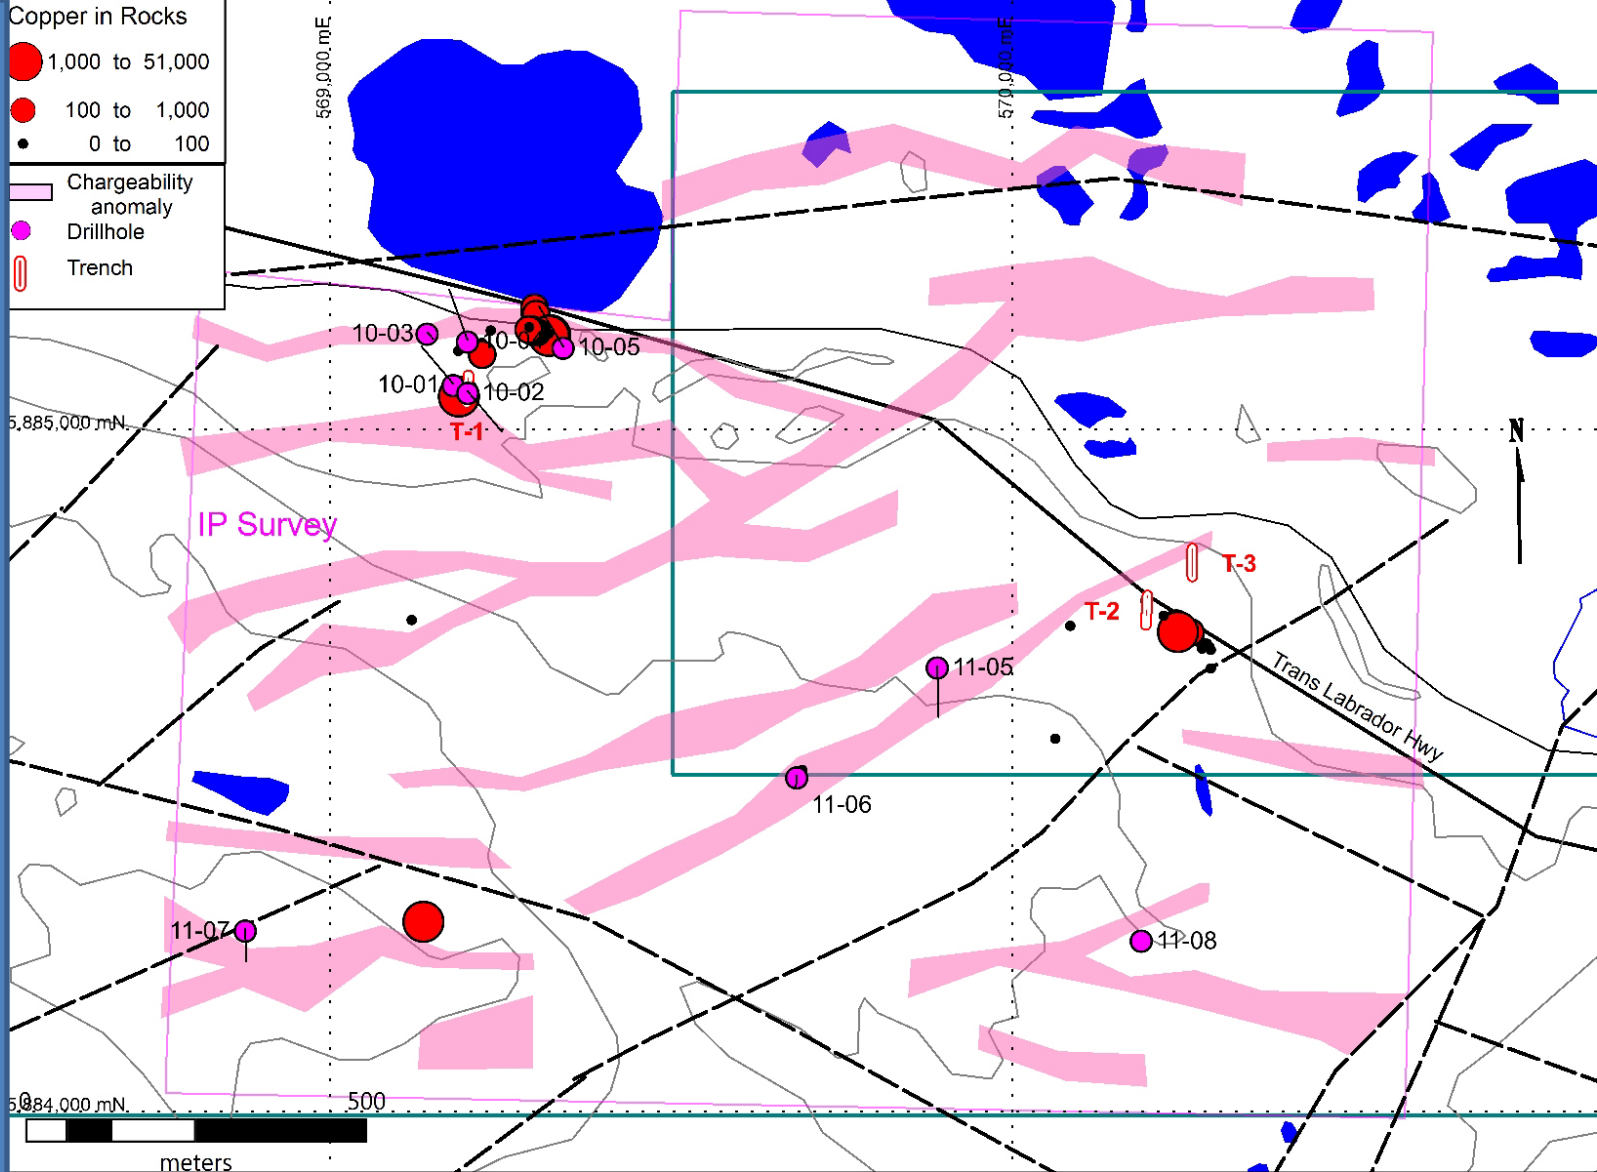 Copper in Rocks
1,000 to 51,000
100 to 1,000
0 to 100
Chargeability
anomaly
Drillhole
Trench
569,000 mE
570,000 mE
10-03
10-0
10-05
10-01
10-02
T-1
5,885,000 mN
N
IP Survey
T-3
T-2
11-05
Trans Labrador Hwy
11-06
11-07
11-08
5,884,000 mN
0
500
meters